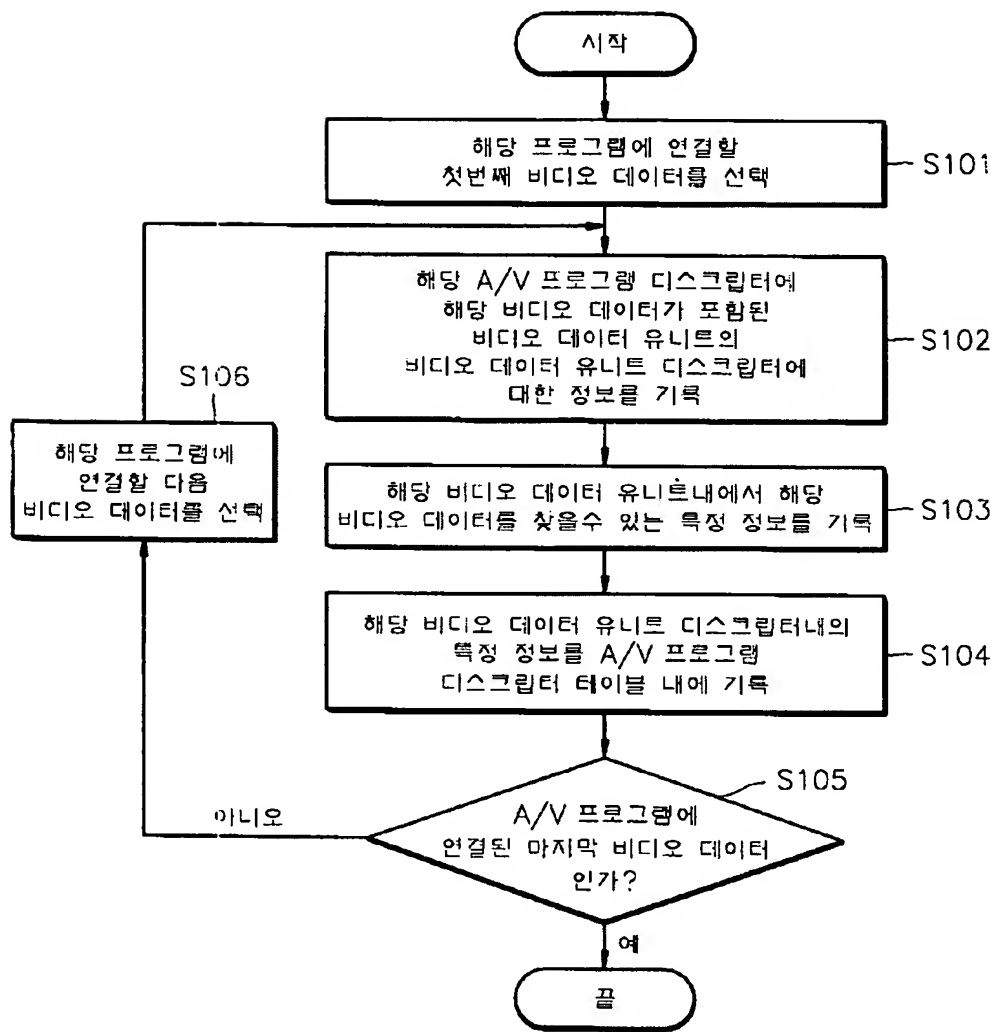 시작
해당 프로그램에 연결할
첫번째 비디오 데이터를 선택
S101
해당 A/V 프로그램 디스크립터에
해당 비디오 데이터가 포함된
비디오 데이터 유니트의
비디오 데이터 유니트 디스크립터에
대한 정보를 기록
S102
S106
해당 프로그램에
연결할 다음
비디오 데이터를 선택
해당 비디오 데이터 유니트내에서 해당
비디오 데이터를 찾을수 있는 특정 정보를 기록
S103
해당 비디오 데이터 유니트 디스크립터내의
특정 정보를 A/V 프로그램
디스크립터 테이블 내에 기록
S104
S105
아니오
A/V 프로그램에
연결된 마지막 비디오 데이터
인가?
예
끝